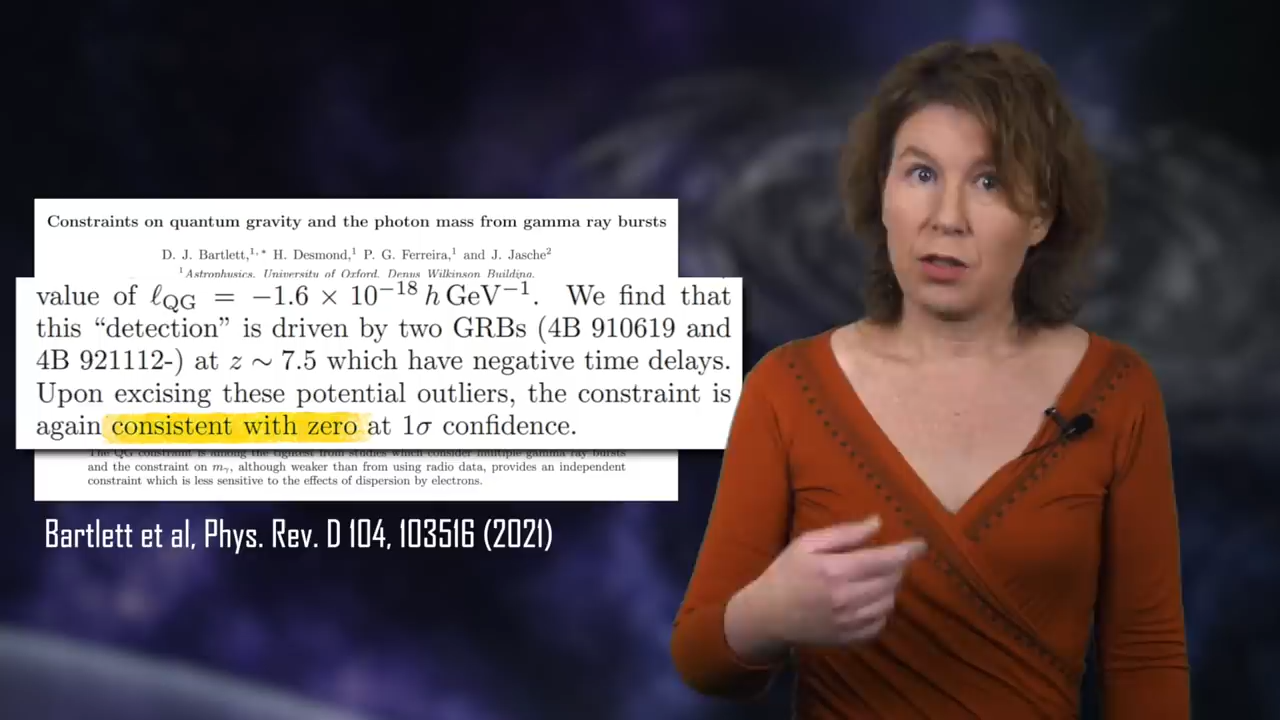 Constraints on quantum gravity and the photon mass from gamma ray bursts
D. J. Bartlett,¹,* H. Desmond,¹ P. G. Ferreira,¹ and J. Jasche²
¹Astrophysics, University of Oxford, Denys Wilkinson Building,
value of ℓ_QG = −1.6 × 10⁻¹⁸ h GeV⁻¹. We find that
this “detection” is driven by two GRBs (4B 910619 and
4B 921112-) at z ∼ 7.5 which have negative time delays.
Upon excising these potential outliers, the constraint is
again consistent with zero at 1σ confidence.
The QG constraint is among the tightest from studies which consider multiple gamma ray bursts
and the constraint on m_γ, although weaker than from using radio data, provides an independent
constraint which is less sensitive to the effects of dispersion by electrons.
Bartlett et al, Phys. Rev. D 104, 103516 (2021)